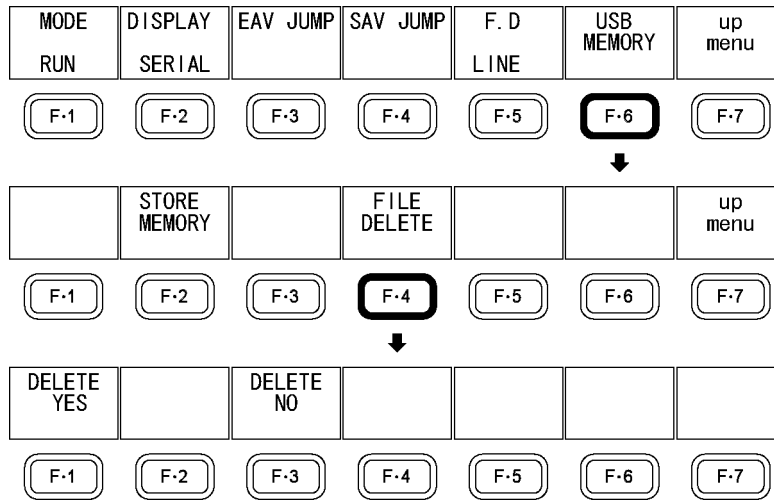 MODE DISPLAY EAV JUMP SAV JUMP F.D USB up
RUN SERIAL LINE MEMORY menu
F·1 F·2 F·3 F·4 F·5 F·6 F·7
STORE FILE up
MEMORY DELETE menu
F·1 F·2 F·3 F·4 F·5 F·6 F·7
DELETE DELETE
YES NO
F·1 F·2 F·3 F·4 F·5 F·6 F·7